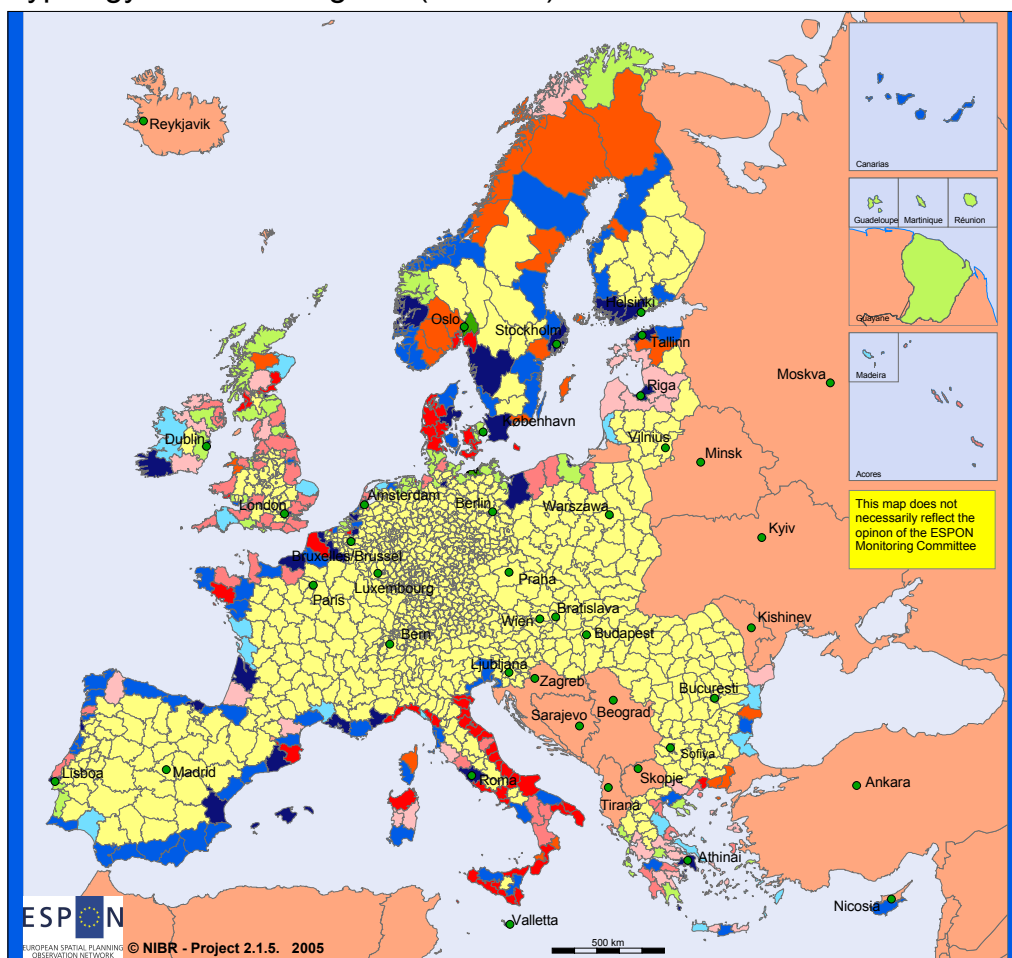 Reykjavik
Canarias
Guadeloupe
Martinique
Réunion
Guayane
Helsinki
Oslo
Stockholm
Tallinn
Madeira
Moskva
Riga
København
Dublin
Vilnius
Minsk
Acores
London
Amsterdam
Berlin
Warszawa
This map does not
necessarily reflect the
opinon of the ESPON
Monitoring Committee
Kyiv
Bruxelles/Brussel
Luxembourg
Praha
Paris
Wien
Bratislava
Kishinev
Bern
Budapest
Ljubljana
Zagreb
Bucuresti
Sarajevo
Beograd
Sofiya
Lisboa
Madrid
Roma
Skopje
Ankara
Tirana
Athinai
Nicosia
Valletta
ESPON
EUROPEAN SPATIAL PLANNING
OBSERVATION NETWORK
© NIBR - Project 2.1.5. 2005
500 km